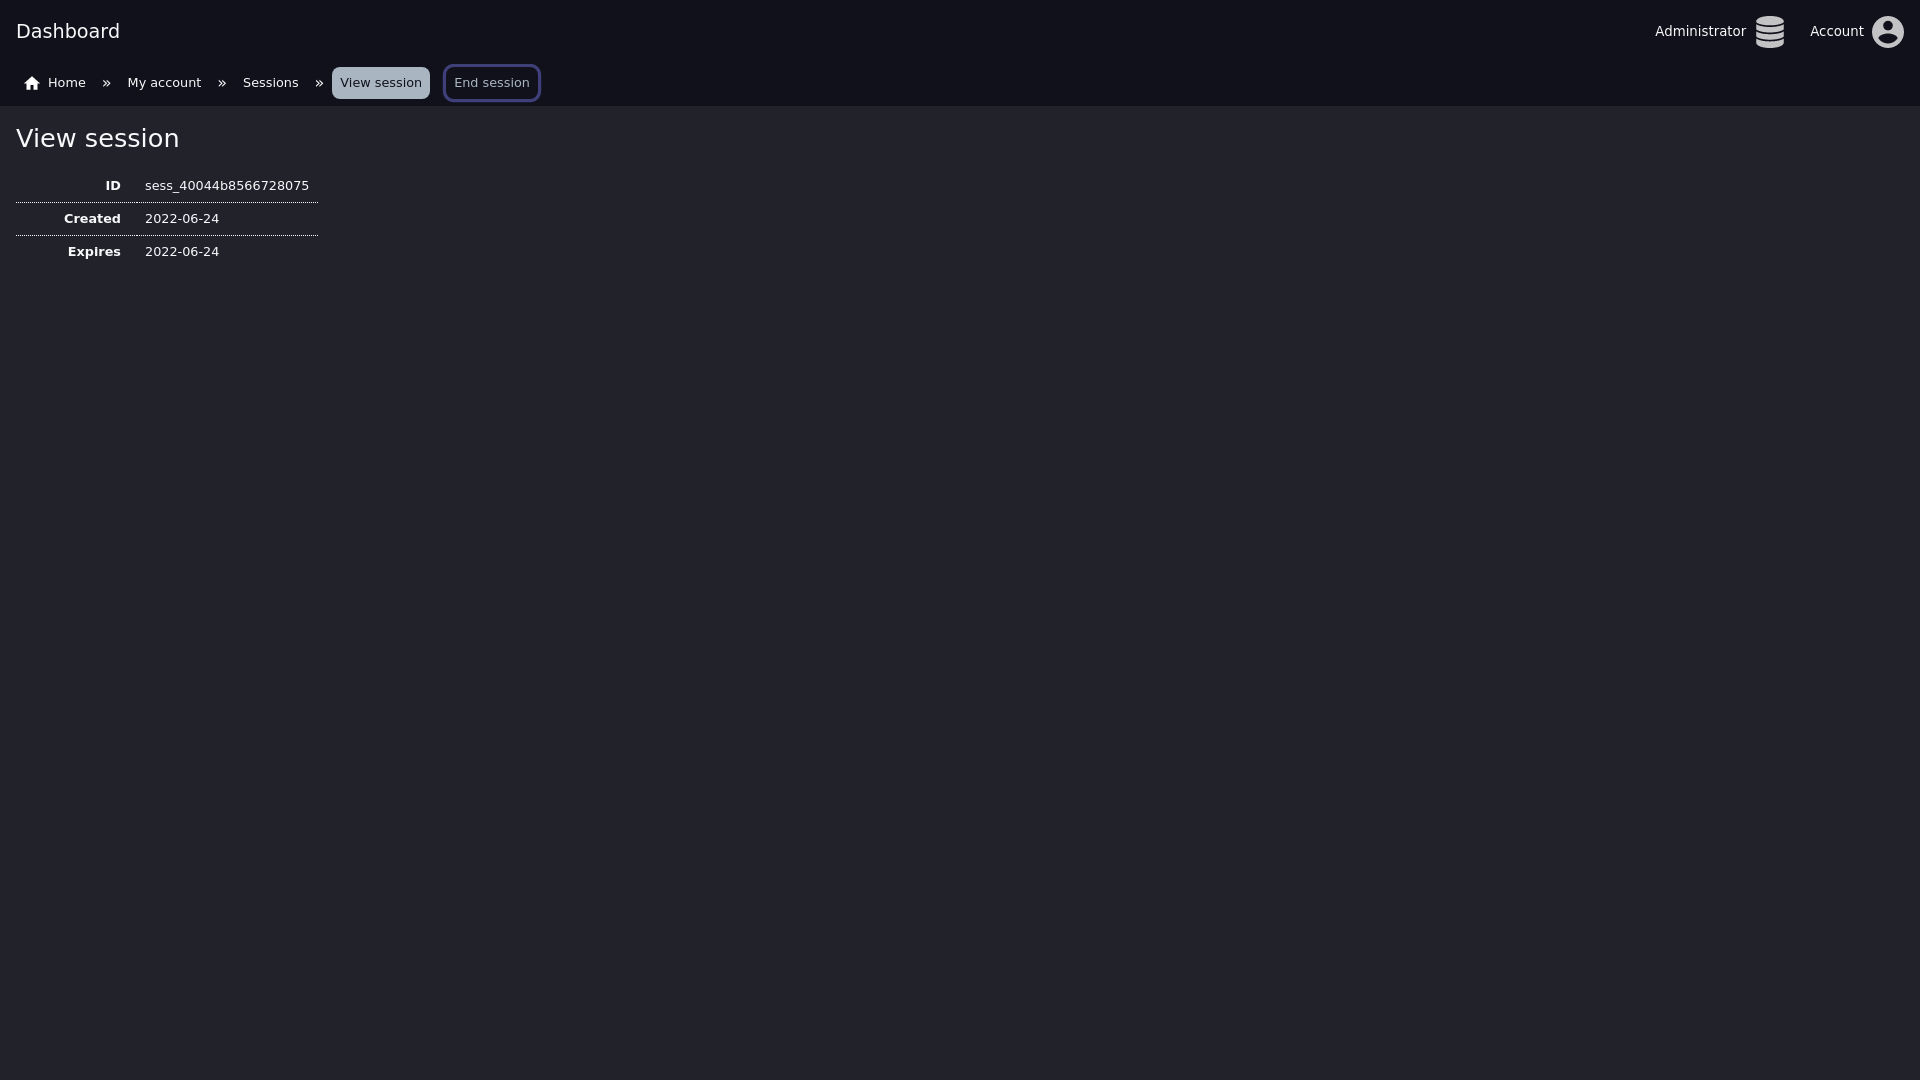 Dashboard
Administrator
Account
Home » My account » Sessions » View session End session
View session
ID sess_40044b8566728075
Created 2022-06-24
Expires 2022-06-24